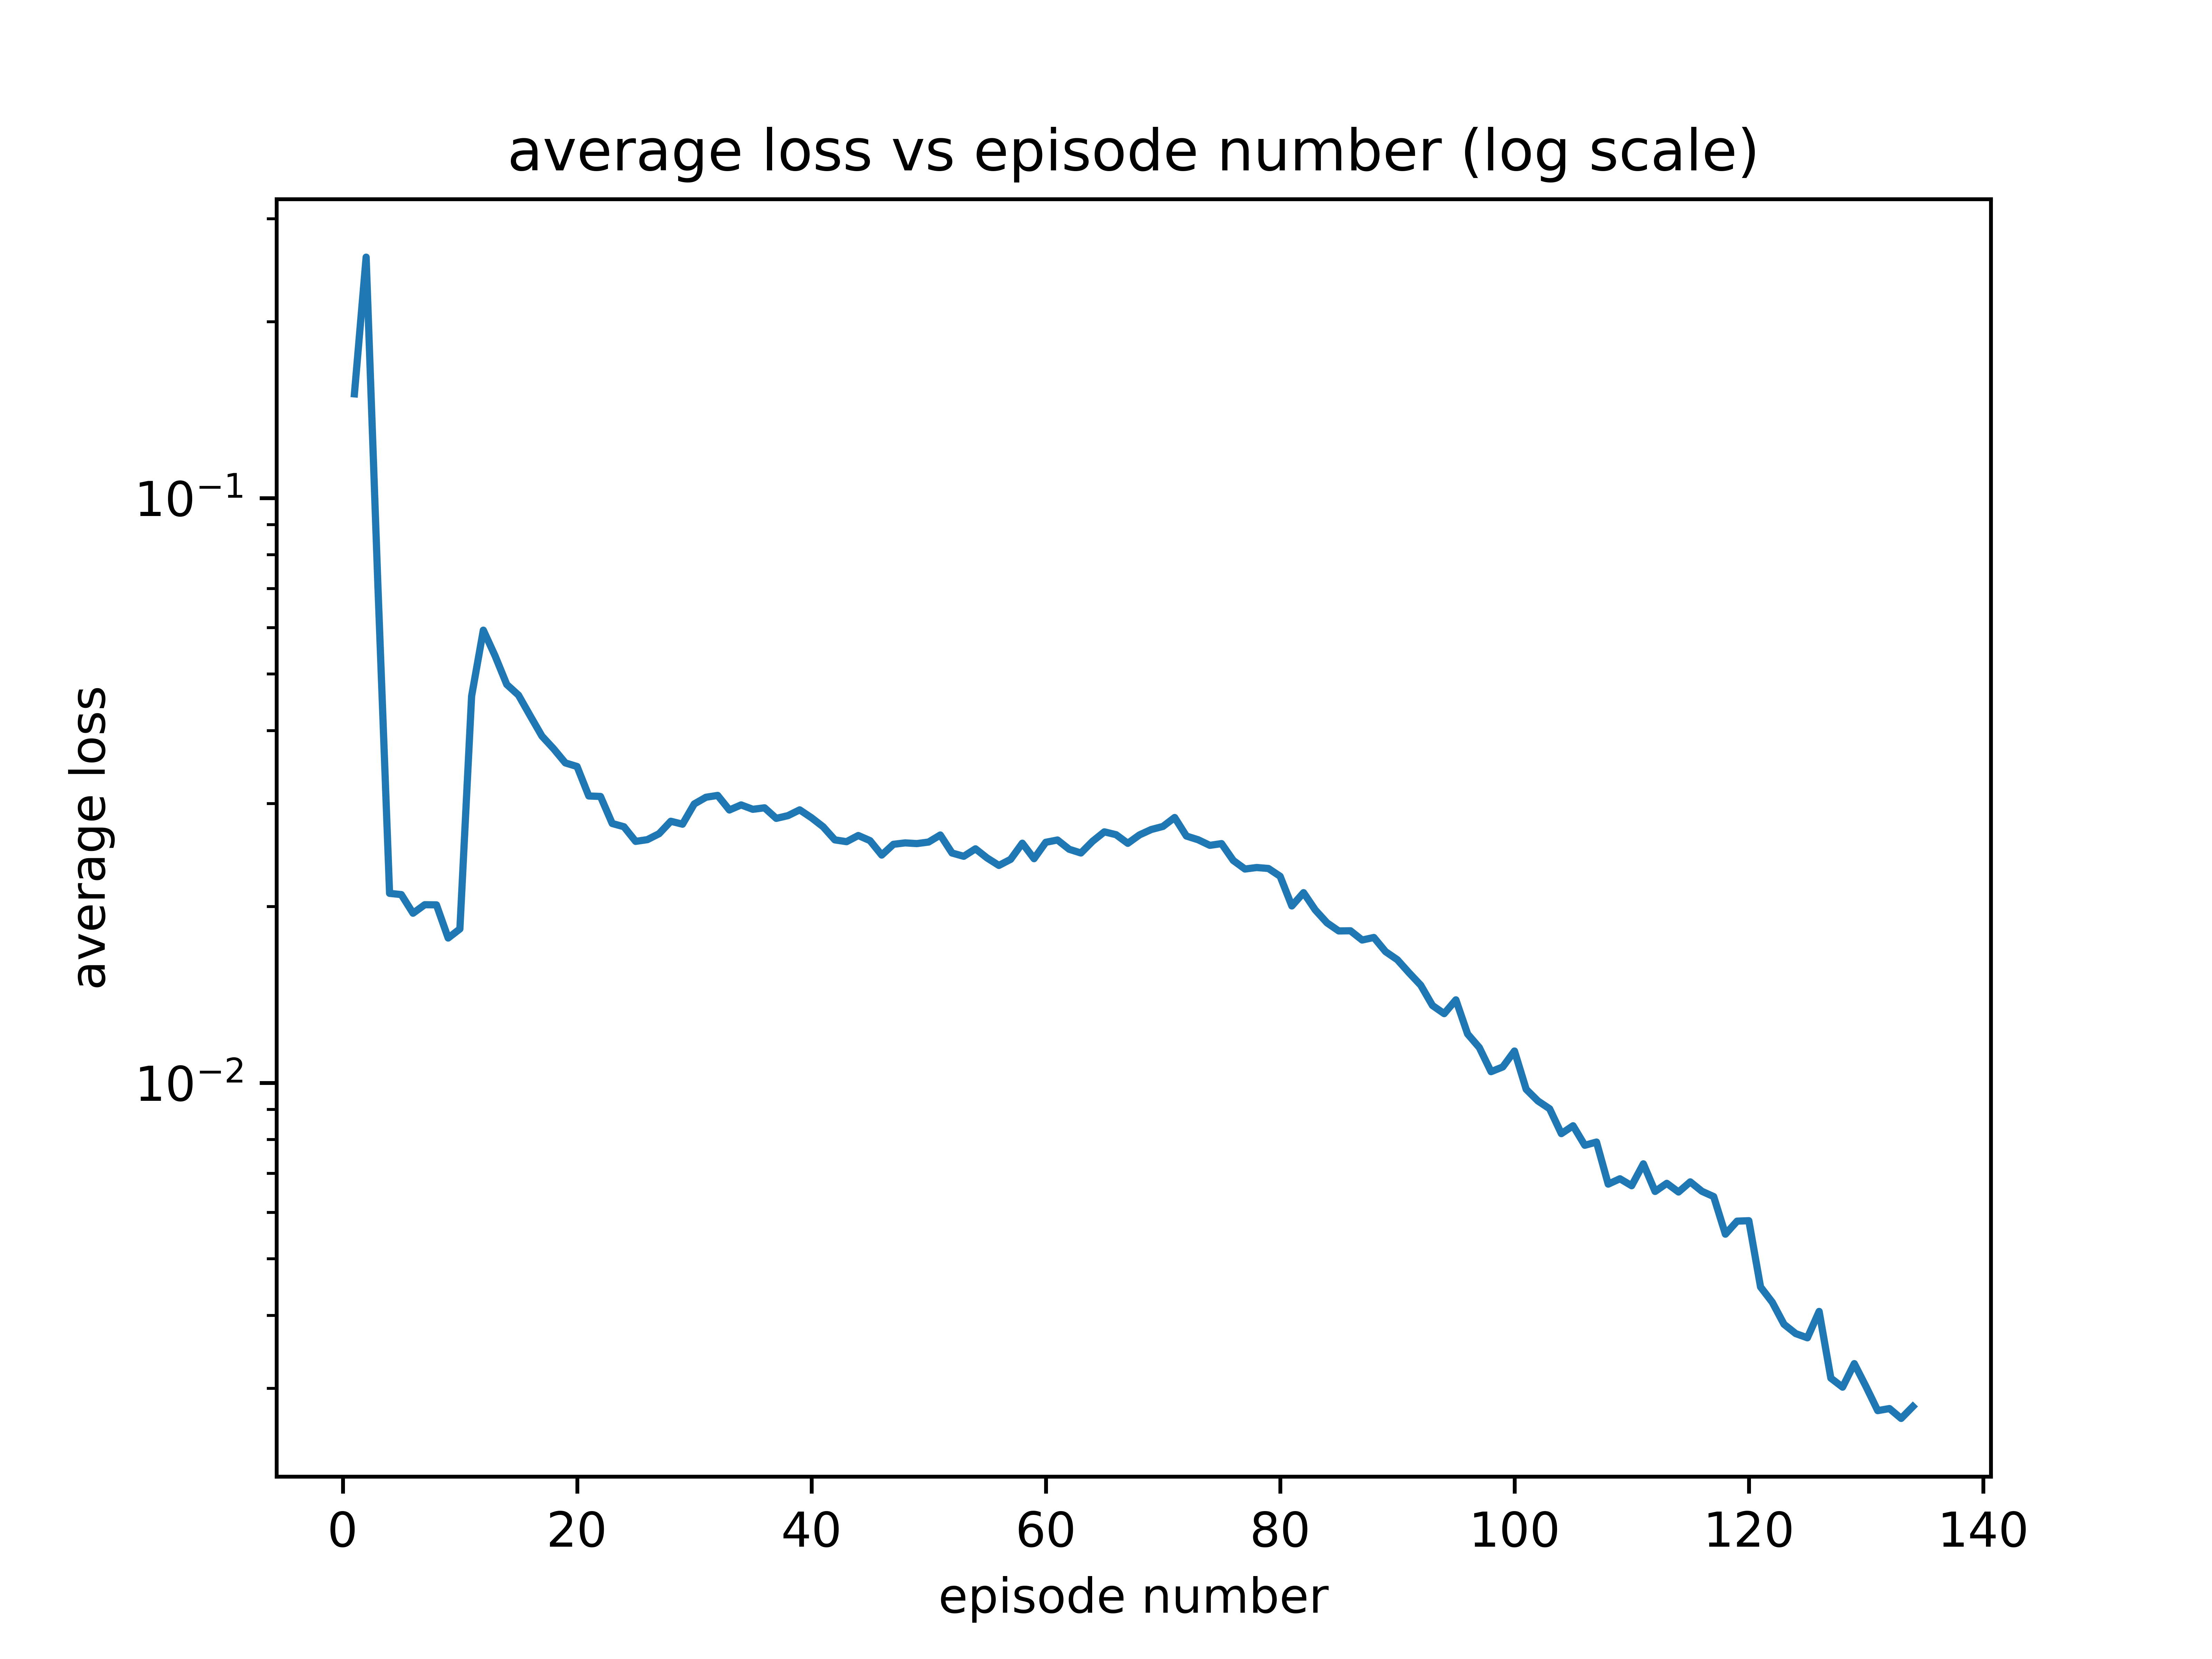 average loss vs episode number (log scale)
average loss
10⁻¹
10⁻²
0 20 40 60 80 100 120 140
episode number